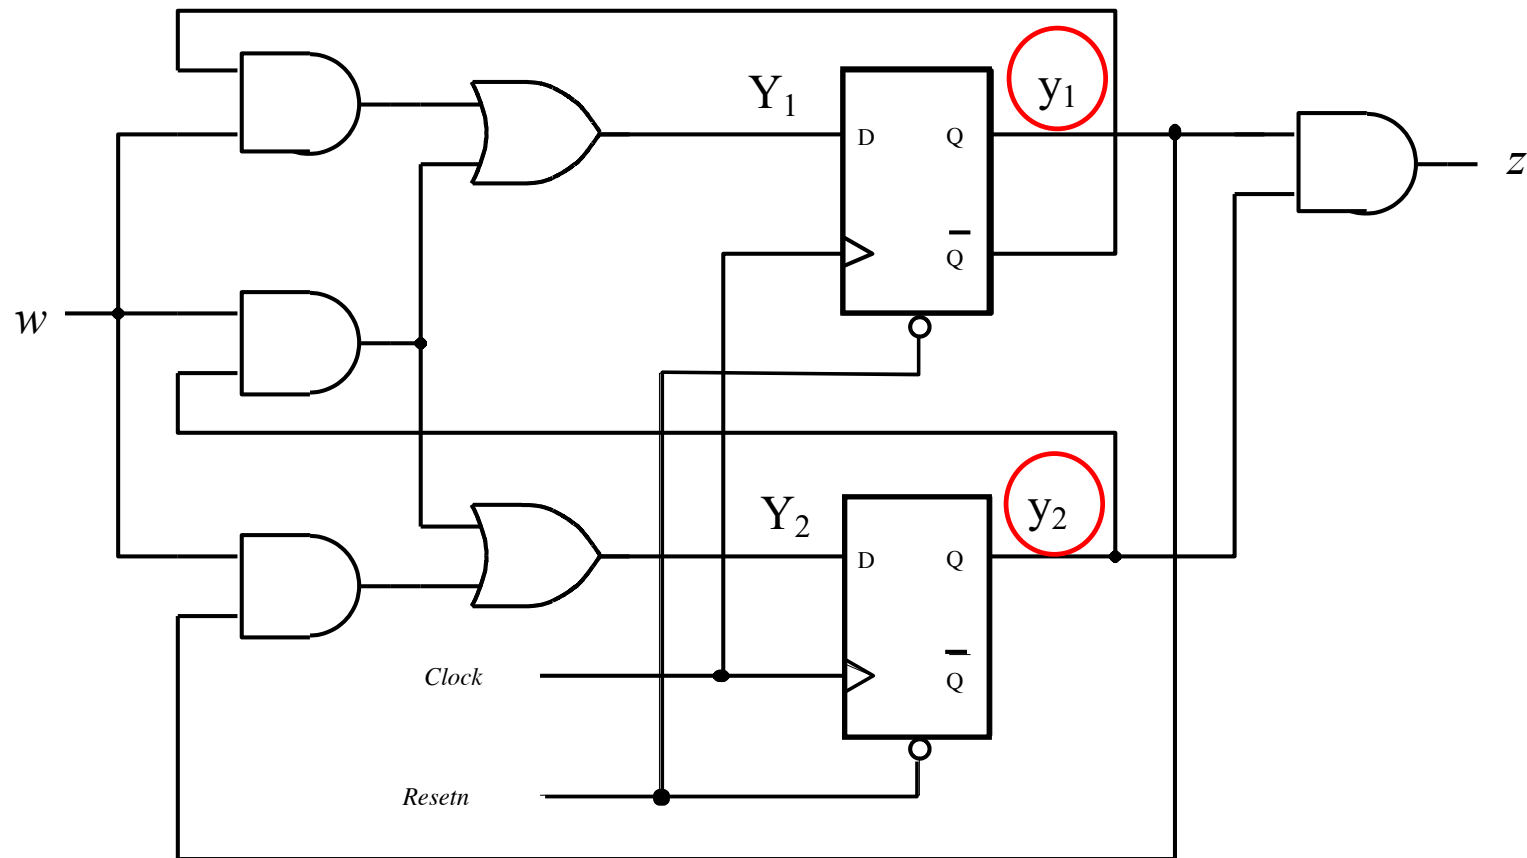 Y₁
y₁
D
Q
z
Q̅
w
Y₂
y₂
D
Q
Clock
Q̅
Resetn